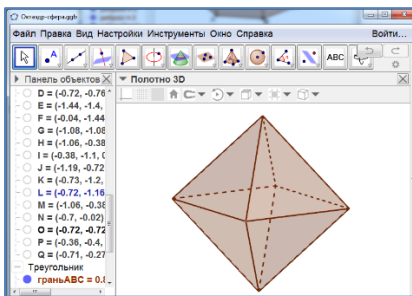 Октаедр-сфера.ggb
Файл Правка Вид Настройки Инструменты Окно Справка
Войти...
ABC
Панель объектов
Полотно 3D
D = (-0.72, -0.76
E = (-1.44, -1.4,
F = (-0.04, -1.44
G = (-1.08, -1.08
H = (-1.06, -0.38
I = (-0.38, -1.1, 0
J = (-1.19, -0.72
K = (-0.73, -1.2,
L = (-0.72, -1.16
M = (-1.06, -0.38
N = (-0.7, -0.02)
O = (-0.72, -0.72
P = (-0.36, -0.4,
Q = (-0.71, -0.27
Треугольник
граньABC = 0.8